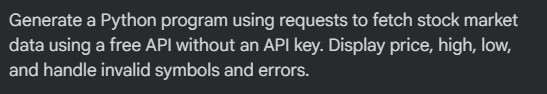 Generate a Python program using requests to fetch stock market
data using a free API without an API key. Display price, high, low,
and handle invalid symbols and errors.